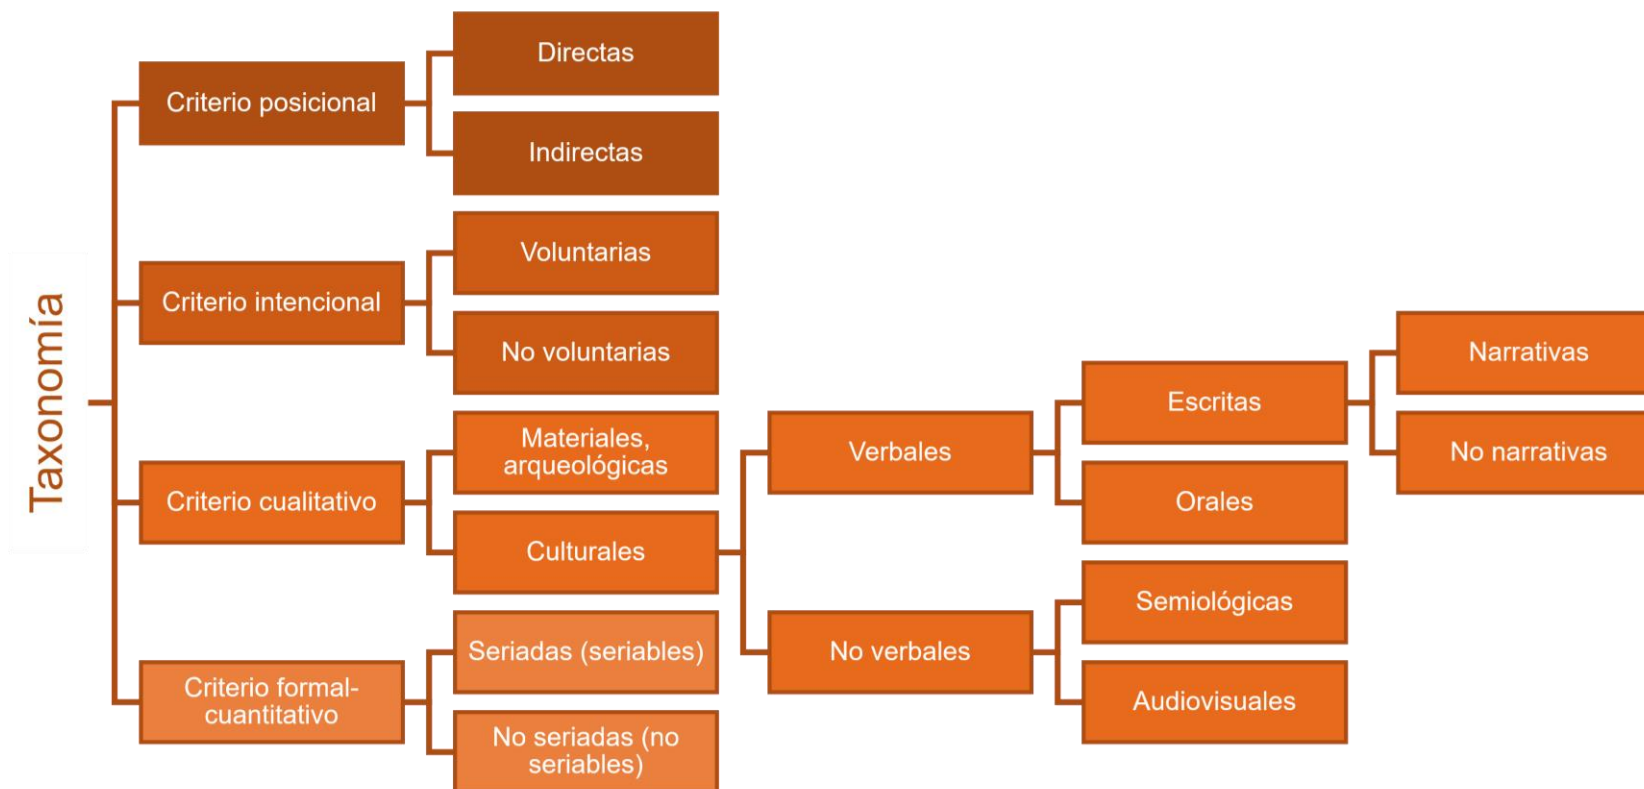 Taxonomía
Criterio posicional
Directas
Indirectas
Criterio intencional
Voluntarias
No voluntarias
Criterio cualitativo
Materiales,
arqueológicas
Culturales
Verbales
Escritas
Narrativas
No narrativas
Orales
No verbales
Semiológicas
Audiovisuales
Criterio formal-
cuantitativo
Seriadas (seriables)
No seriadas (no
seriables)